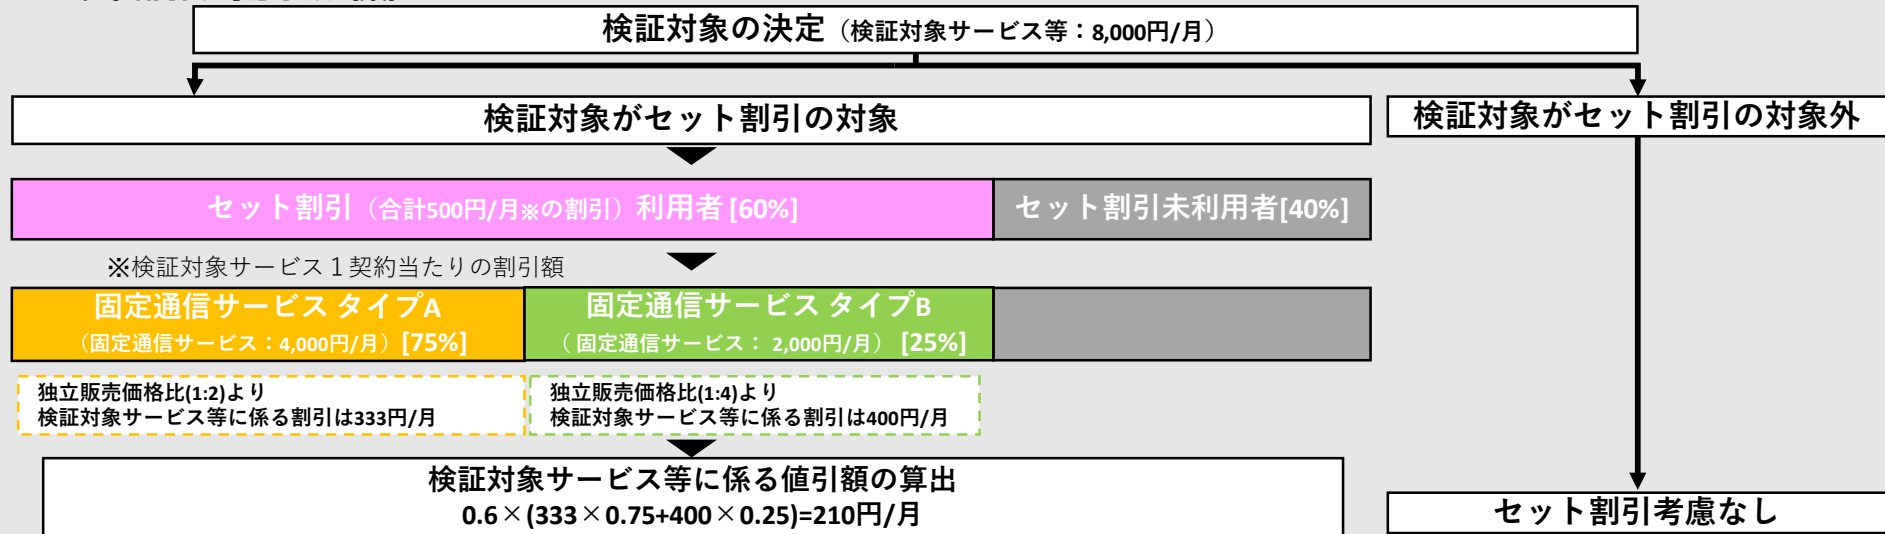 検証対象の決定（検証対象サービス等：8,000円/月）
検証対象がセット割引の対象
検証対象がセット割引の対象外
セット割引（合計500円/月※の割引）利用者 [60%]
セット割引未利用者[40%]
※検証対象サービス１契約当たりの割引額
固定通信サービス タイプA
（固定通信サービス：4,000円/月）[75%]
固定通信サービス タイプB
（ 固定通信サービス： 2,000円/月） [25%]
独立販売価格比(1:2)より
検証対象サービス等に係る割引は333円/月
独立販売価格比(1:4)より
検証対象サービス等に係る割引は400円/月
検証対象サービス等に係る値引額の算出
0.6×(333×0.75+400×0.25)=210円/月
セット割引考慮なし